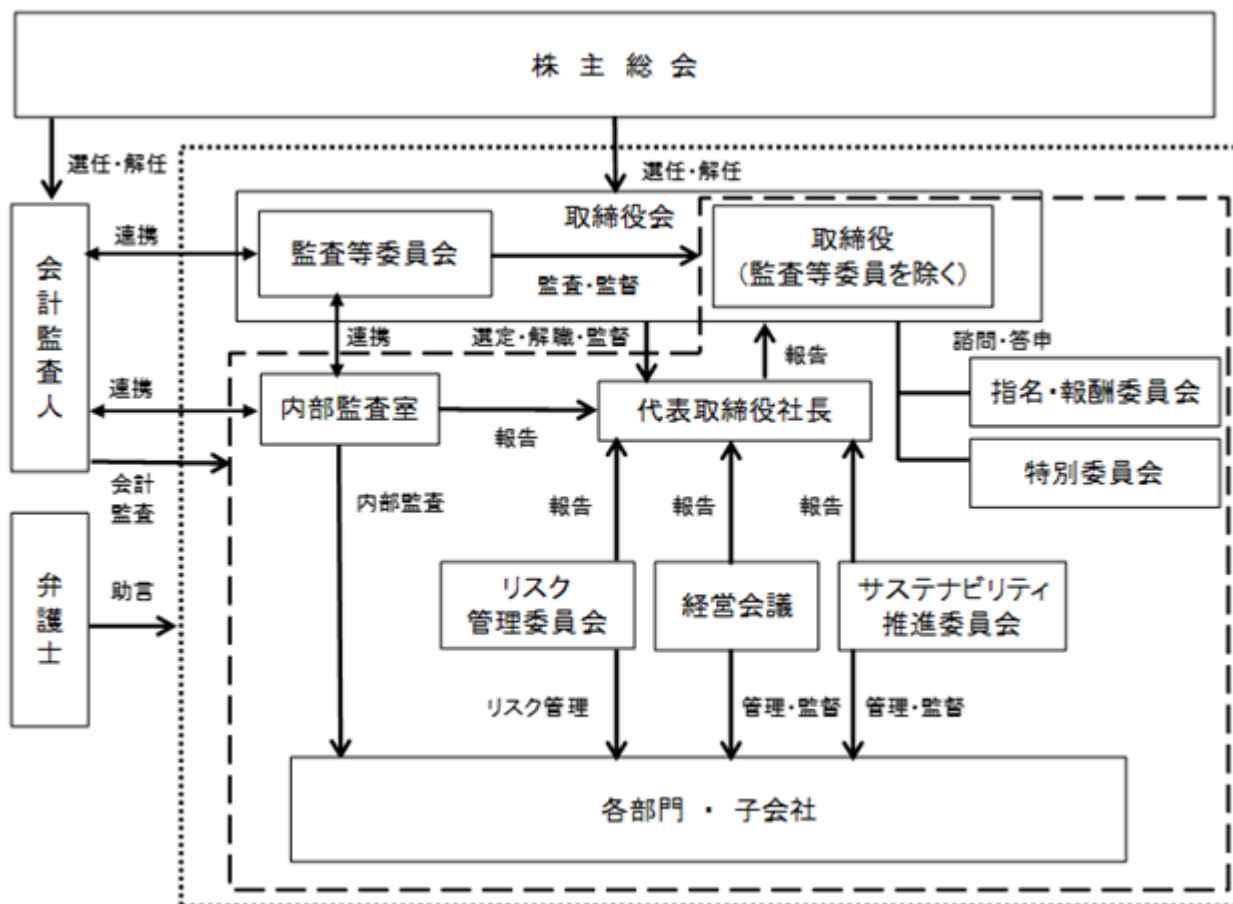 株 主 総 会
選任・解任
選任・解任
取締役会
監査等委員会
取締役
(監査等委員を除く)
連携
監査・監督
会計監査人
連携
選定・解職・監督
報告
諮問・答申
指名・報酬委員会
連携
内部監査室
報告
代表取締役社長
特別委員会
会計
監査
内部監査
報告
報告
報告
弁護士
助言
リスク
管理委員会
経営会議
サステナビリティ
推進委員会
リスク管理
管理・監督
管理・監督
各部門 ・ 子会社